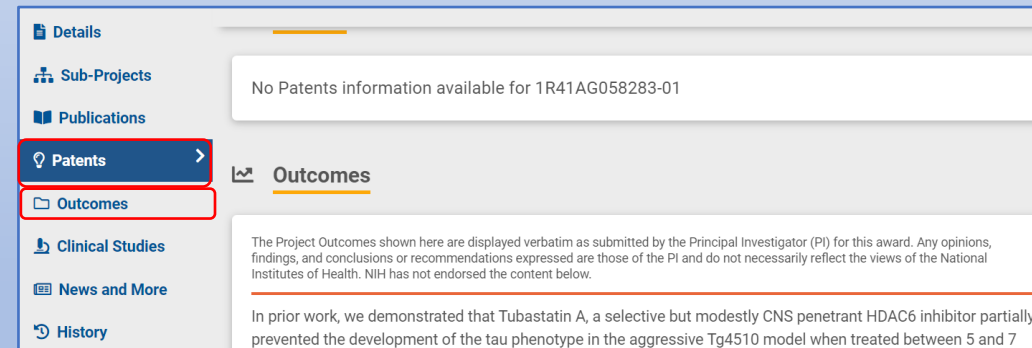 Details
Sub-Projects
Publications
Patents
Outcomes
Clinical Studies
News and More
History
No Patents information available for 1R41AG058283-01
Outcomes
The Project Outcomes shown here are displayed verbatim as submitted by the Principal Investigator (PI) for this award. Any opinions,
findings, and conclusions or recommendations expressed are those of the PI and do not necessarily reflect the views of the National
Institutes of Health. NIH has not endorsed the content below.
In prior work, we demonstrated that Tubastatin A, a selective but modestly CNS penetrant HDAC6 inhibitor partially
prevented the development of the tau phenotype in the aggressive Tg4510 model when treated between 5 and 7